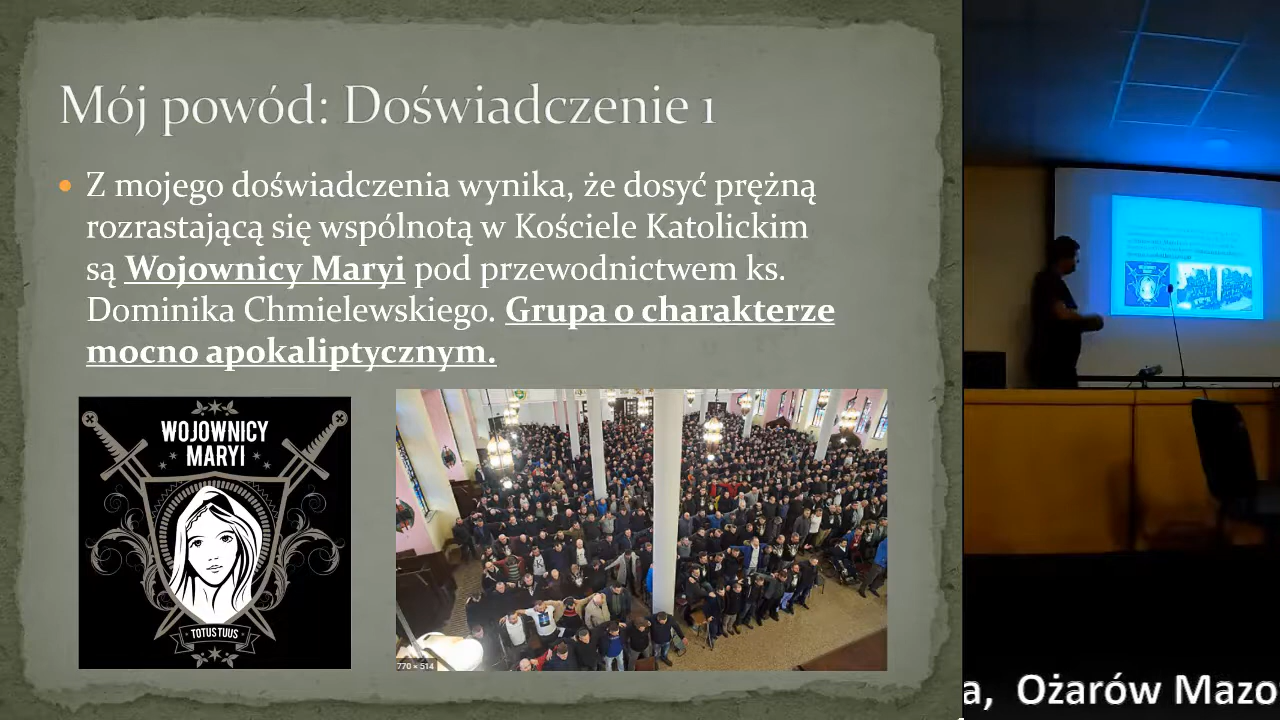 Mój powód: Doświadczenie 1
Z mojego doświadczenia wynika, że dosyć prężną
rozrastającą się wspólnotą w Kościele Katolickim
są Wojownicy Maryi pod przewodnictwem ks.
Dominika Chmielewskiego. Grupa o charakterze
mocno apokaliptycznym.
WOJOWNICY
MARYI
TOTUS TUUS
770 × 514
a, Ożarów Mazo